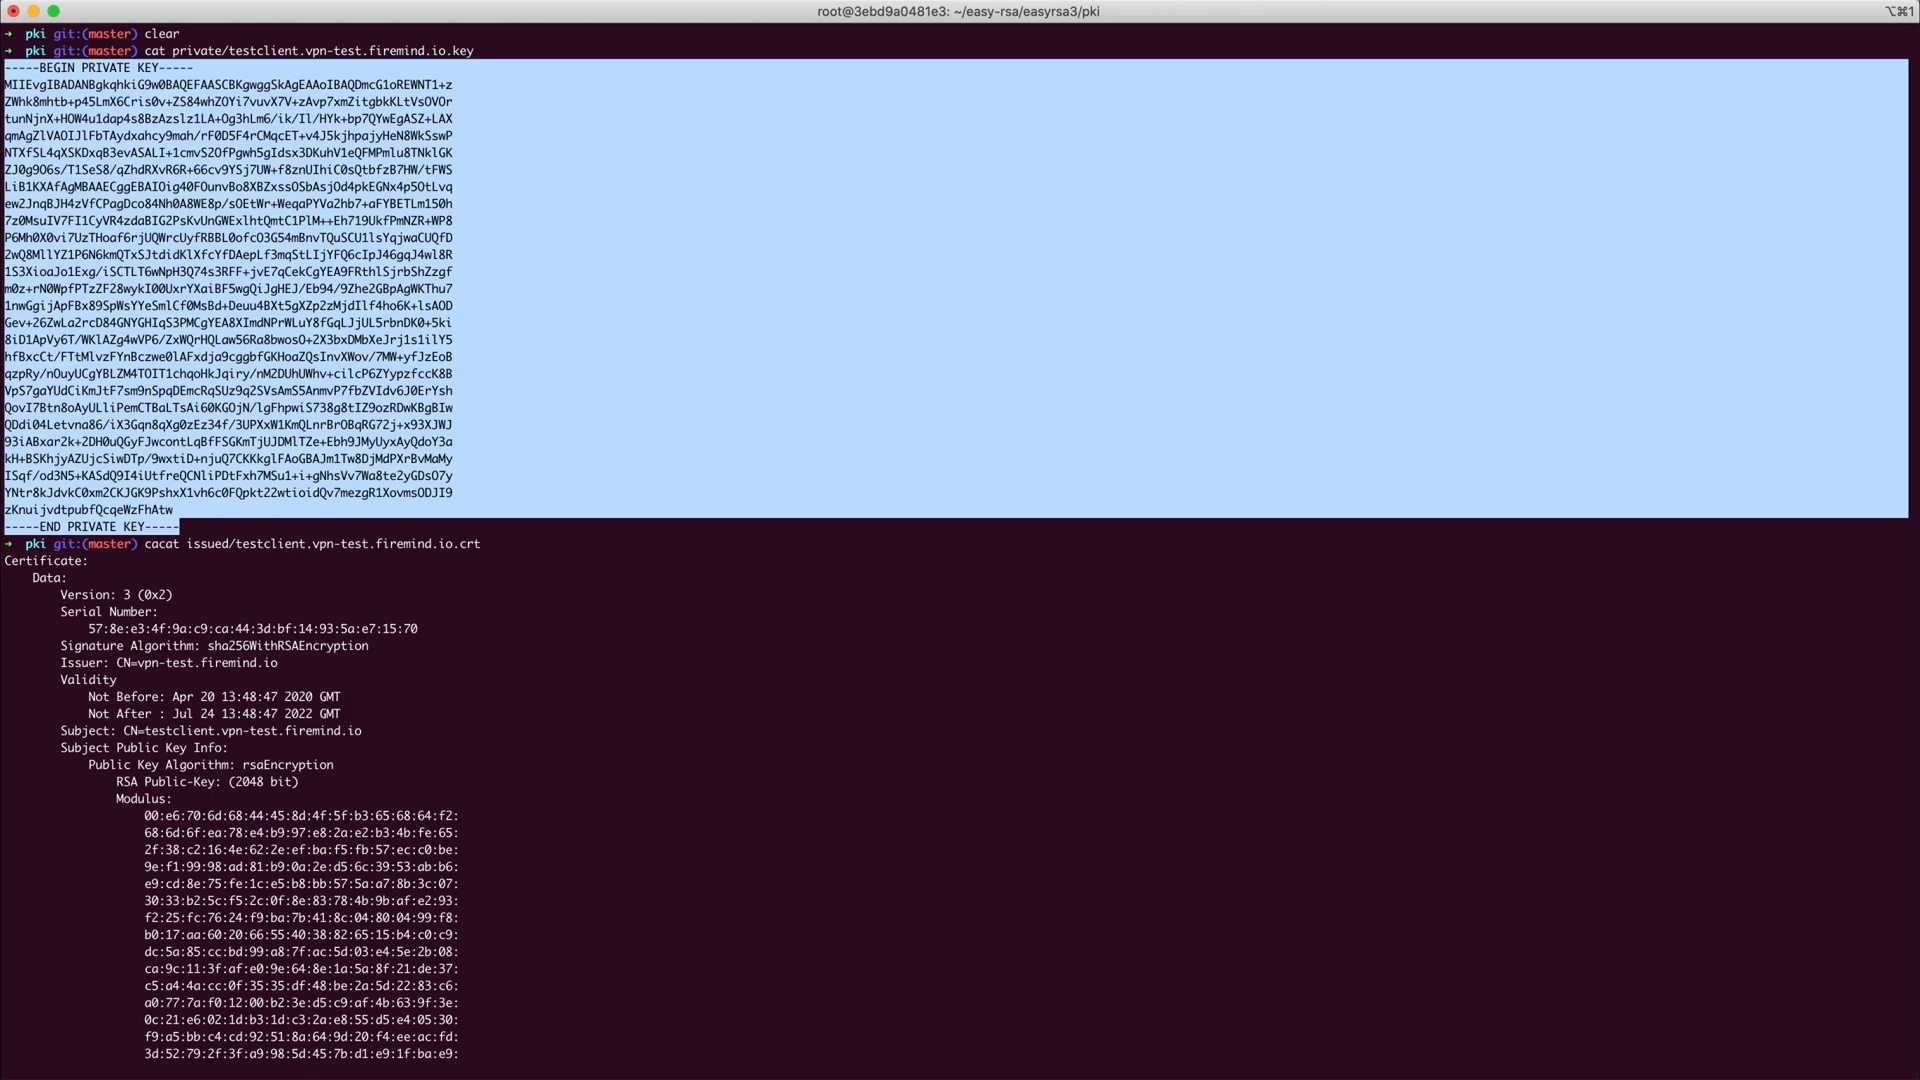 root@3ebd9a0481e3: ~/easy-rsa/easyrsa3/pki
⌥⌘1
➜ pki git:(master) clear
➜ pki git:(master) cat private/testclient.vpn-test.firemind.io.key
-----BEGIN PRIVATE KEY-----
MIIEvgIBADANBgkqhkiG9w0BAQEFAASCBKgwggSkAgEAAoIBAQDmcG1oREWNT1+z
ZWhk8mhtb+p45LmX6Cris0v+ZS84whZOYi7vuvX7V+zAvp7xmZitgbkKLtVsOVOr
tunNjnX+HOW4u1dap4s8BzAzslz1LA+Og3hLm6/ik/Il/HYk+bp7QYwEgASZ+LAX
qmAgZlVAOIJlFbTAydxahcy9mah/rF0D5F4rCMqcET+v4J5kjhpajyHeN8WkSswP
NTXfSL4qXSKDxqB3evASALI+1cmvS2OfPgwh5gIdsx3DKuhV1eQFMPmlu8TNklGK
ZJ0g9O6s/T1SeS8/qZhdRXvR6R+66cv9YSj7UW+f8znUIhiC0sQtbfzB7HW/tFWS
LiB1KXAfAgMBAAECggEBAIOig40FOunvBo8XBZxssOSbAsjOd4pkEGNx4p5OtLvq
ew2JnqBJH4zVfCPagDco84Nh0A8WE8p/sOEtWr+WeqaPYVa2hb7+aFYBETLm150h
7z0MsuIV7FI1CyVR4zdaBIG2PsKvUnGWExlhtQmtC1PlM++Eh719UkfPmNZR+WP8
P6Mh0X0vi7UzTHoaf6rjUQWrcUyfRBBL0ofcO3G54mBnvTQuSCU1lsYqjwaCUQfD
2wQ8MllYZ1P6N6kmQTxSJtdidKlXfcYfDAepLf3mqStLIjYFQ6cIpJ46gqJ4wl8R
1S3XioaJo1Exg/iSCTLT6wNpH3Q74s3RFF+jvE7qCekCgYEA9FRthlSjrbShZzgf
m0z+rN0WpfPTzZF28wykI00UxrYXaiBF5wgQiJgHEJ/Eb94/9Zhe2GBpAgWKThu7
1nwGgijApFBx89SpWsYYeSmlCf0MsBd+Deuu4BXt5gXZp2zMjdIlf4ho6K+lsAOD
Gev+26ZwLa2rcD84GNYGHIqS3PMCgYEA8XImdNPrWLuY8fGqLJjUL5rbnDK0+5ki
8iD1ApVy6T/WKlAZg4wVP6/ZxWQrHQLaw56Ra8bwosO+2X3bxDMbXeJrj1s1ilY5
hfBxcCt/FTtMlvzFYnBczwe0lAFxdja9cggbfGKHoaZQsInvXWov/7MW+yfJzEoB
qzpRy/nOuyUCgYBLZM4TOIT1chqoHkJqiry/nM2DUhUWhv+cilcP6ZYypzfccK8B
VpS7gaYUdCiKmJtF7sm9nSpqDEmcRqSUz9q2SVsAmS5AnmvP7fbZVIdv6J0ErYsh
QovI7Btn8oAyULliPemCTBaLTsAi60KGOjN/lgFhpwiS738g8tIZ9ozRDwKBgBIw
QDdi04Letvna86/iX3Gqn8qXg0zEz34f/3UPXxW1KmQLnrBrOBqRG72j+x93XJWJ
93iABxar2k+2DH0uQGyFJwcontLqBfFSGKmTjUJDMlTZe+Ebh9JMyUyxAyQdoY3a
kH+BSKhjyAZUjcSiwDTp/9wxtiD+njuQ7CKKkglFAoGBAJm1Tw8DjMdPXrBvMaMy
ISqf/od3N5+KASdQ9I4iUtfreQCNliPDtFxh7MSu1+i+gNhsVv7Wa8te2yGDsO7y
YNtr8kJdvkC0xm2CKJGK9PshxX1vh6c0FQpkt22wtioidQv7mezgR1XovmsODJI9
zKnuijvdtpubfQcqeWzFhAtw
-----END PRIVATE KEY-----
➜ pki git:(master) cacat issued/testclient.vpn-test.firemind.io.crt
Certificate:
Data:
Version: 3 (0x2)
Serial Number:
57:8e:e3:4f:9a:c9:ca:44:3d:bf:14:93:5a:e7:15:70
Signature Algorithm: sha256WithRSAEncryption
Issuer: CN=vpn-test.firemind.io
Validity
Not Before: Apr 20 13:48:47 2020 GMT
Not After : Jul 24 13:48:47 2022 GMT
Subject: CN=testclient.vpn-test.firemind.io
Subject Public Key Info:
Public Key Algorithm: rsaEncryption
RSA Public-Key: (2048 bit)
Modulus:
00:e6:70:6d:68:44:45:8d:4f:5f:b3:65:68:64:f2:
68:6d:6f:ea:78:e4:b9:97:e8:2a:e2:b3:4b:fe:65:
2f:38:c2:16:4e:62:2e:ef:ba:f5:fb:57:ec:c0:be:
9e:f1:99:98:ad:81:b9:0a:2e:d5:6c:39:53:ab:b6:
e9:cd:8e:75:fe:1c:e5:b8:bb:57:5a:a7:8b:3c:07:
30:33:b2:5c:f5:2c:0f:8e:83:78:4b:9b:af:e2:93:
f2:25:fc:76:24:f9:ba:7b:41:8c:04:80:04:99:f8:
b0:17:aa:60:20:66:55:40:38:82:65:15:b4:c0:c9:
dc:5a:85:cc:bd:99:a8:7f:ac:5d:03:e4:5e:2b:08:
ca:9c:11:3f:af:e0:9e:64:8e:1a:5a:8f:21:de:37:
c5:a4:4a:cc:0f:35:35:df:48:be:2a:5d:22:83:c6:
a0:77:7a:f0:12:00:b2:3e:d5:c9:af:4b:63:9f:3e:
0c:21:e6:02:1d:b3:1d:c3:2a:e8:55:d5:e4:05:30:
f9:a5:bb:c4:cd:92:51:8a:64:9d:20:f4:ee:ac:fd:
3d:52:79:2f:3f:a9:98:5d:45:7b:d1:e9:1f:ba:e9: